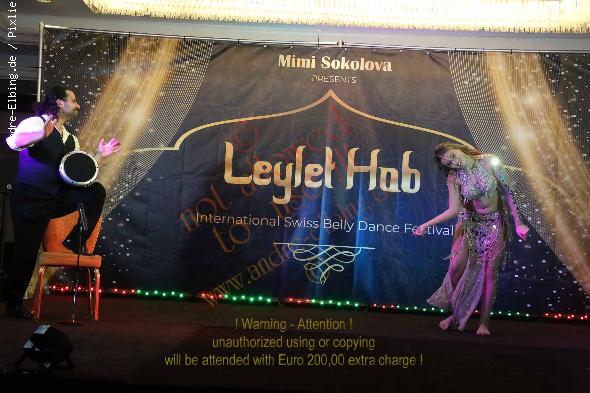 Mimi Sokolova
PRESENTS
Leylet Hob
International Swiss Belly Dance Festival
! Warning - Attention !
unauthorized using or copying
will be attended with Euro 200,00 extra charge !